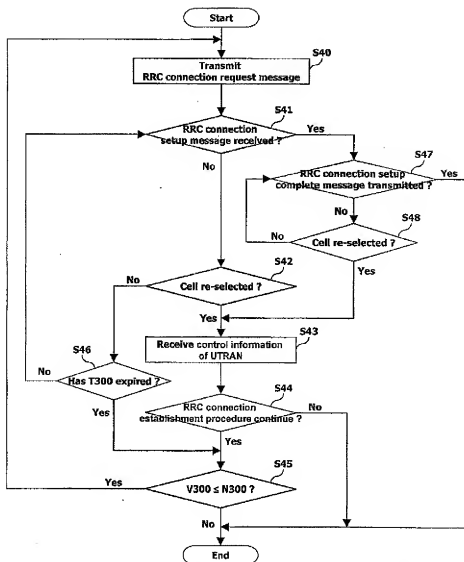 Start
S40
Transmit
RRC connection request message
S41
RRC connection
setup message received ?
Yes
No
S47
RRC connection setup
complete message transmitted ?
Yes
No
S48
Cell re-selected ?
No
Yes
S42
Cell re-selected ?
No
Yes
S43
Receive control information
of UTRAN
S46
Has T300 expired ?
No
Yes
S44
RRC connection
establishment procedure continue ?
No
Yes
S45
V300 ≤ N300 ?
Yes
No
End